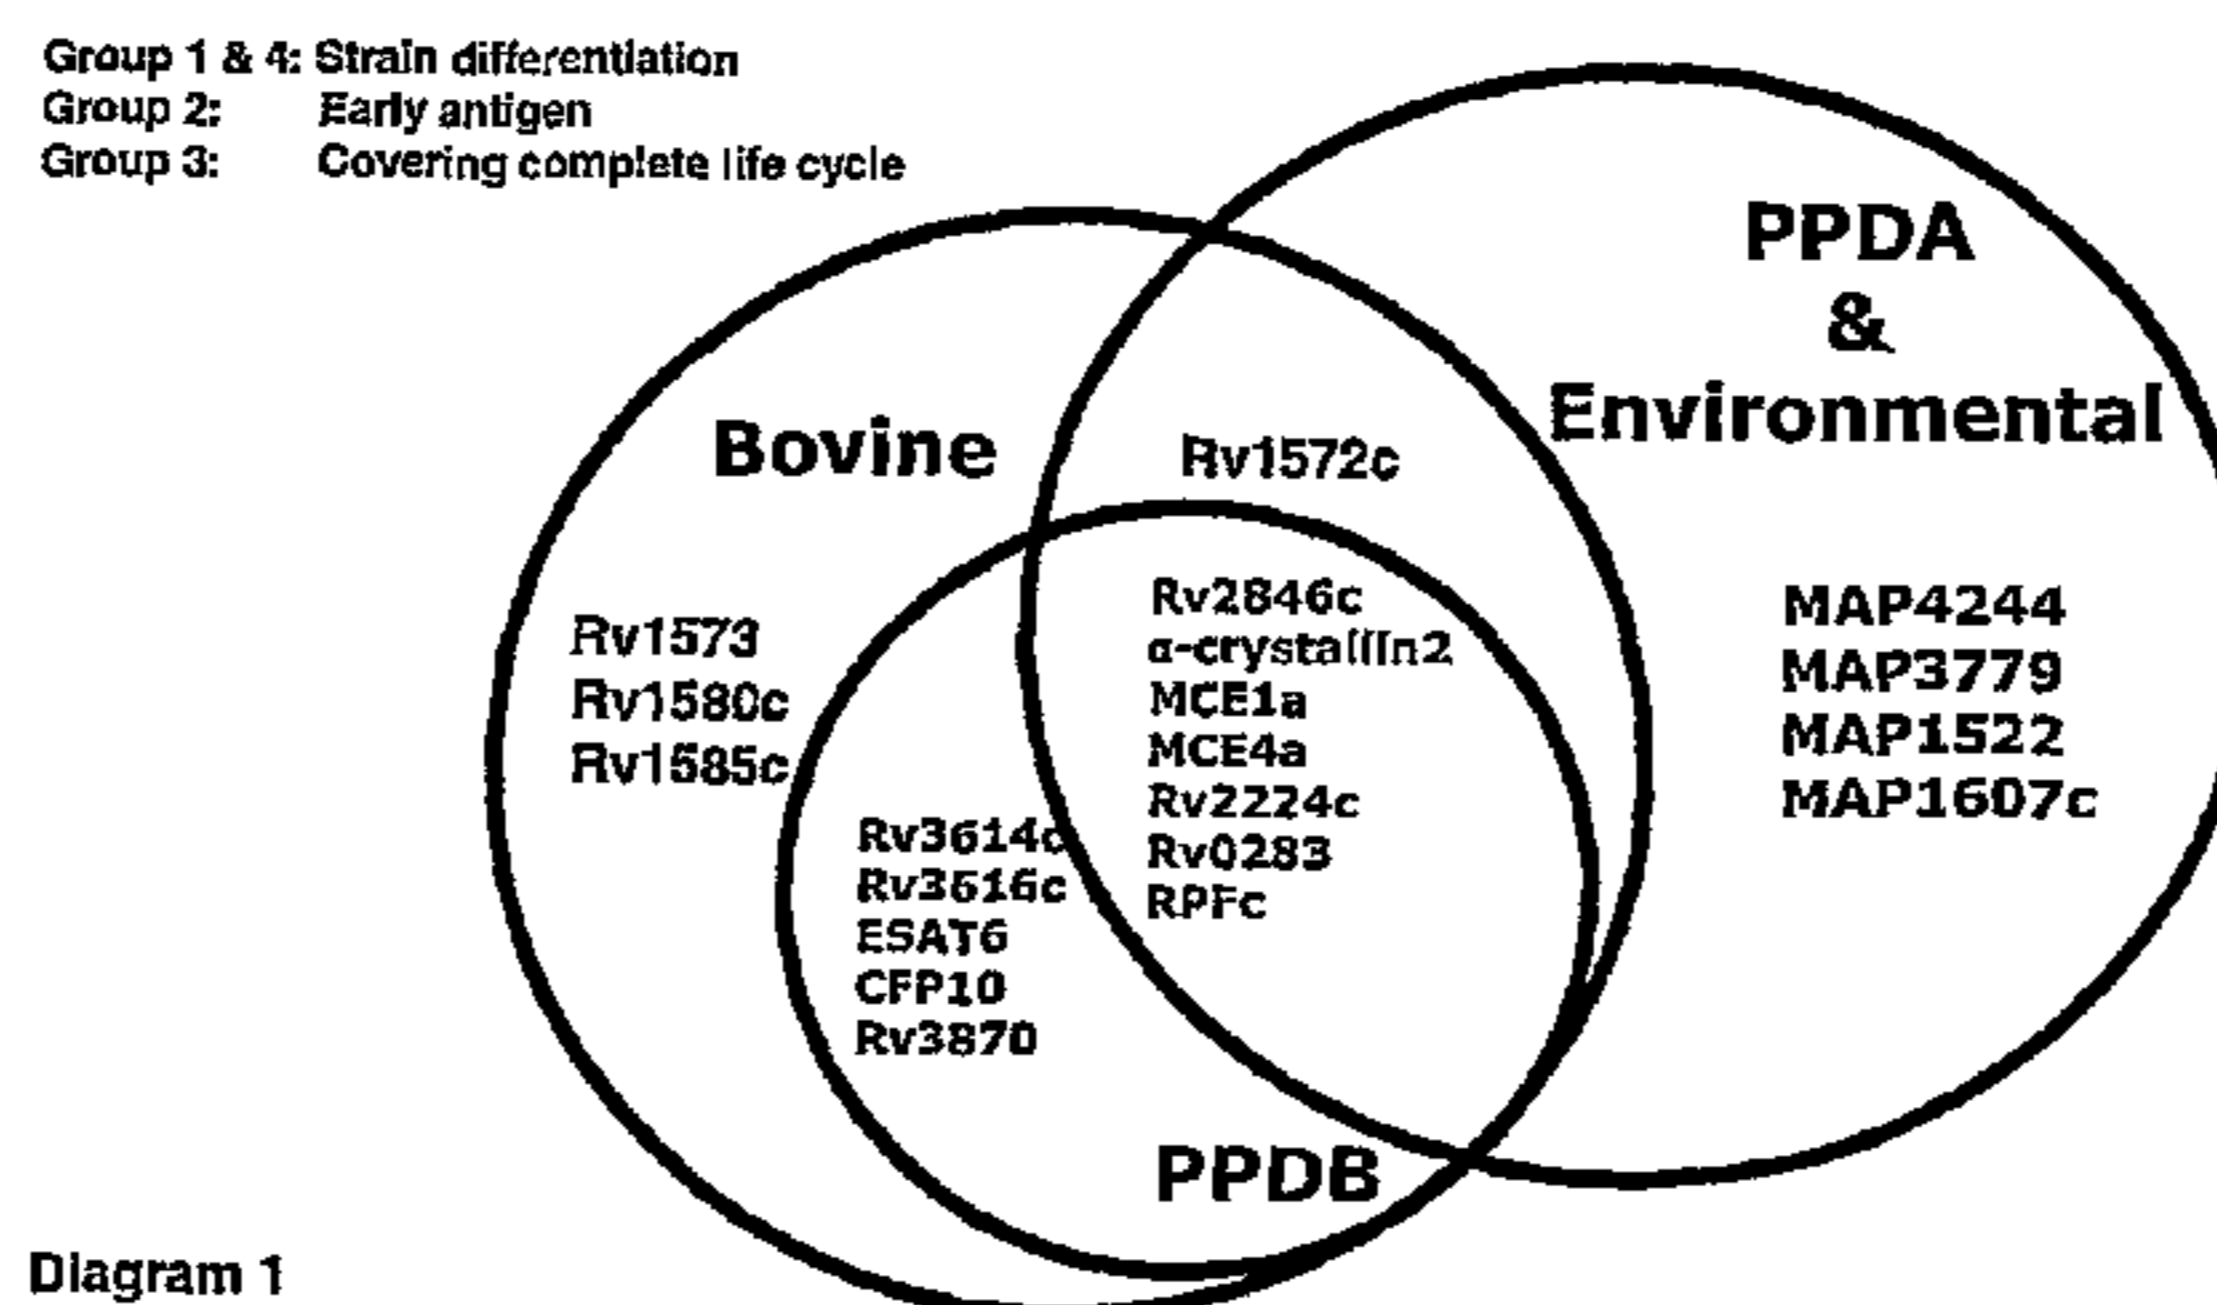 Group 1 & 4: Strain differentiation
Group 2: Early antigen
Group 3: Covering complete life cycle
PPDA
&
Environmental
Bovine
Rv1572c
Rv1573
Rv1580c
Rv1585c
Rv2846c
α-crystallin2
MCE1a
MCE4a
Rv2224c
Rv0283
RPFc
MAP4244
MAP3779
MAP1522
MAP1607c
Rv3614c
Rv3616c
ESAT6
CFP10
Rv3870
PPDB
Diagram 1